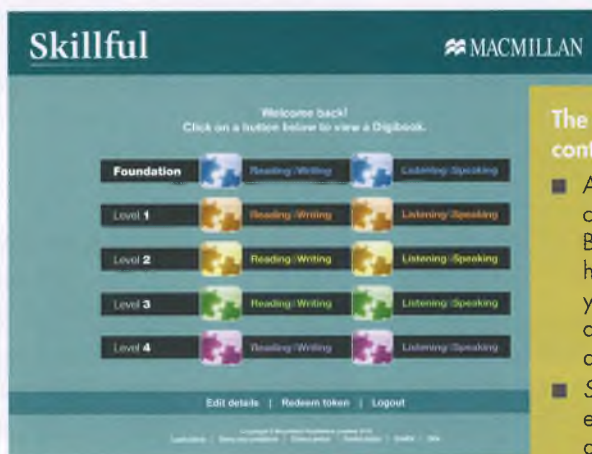 Skillful
MACMILLAN
Welcome back!
Click on a button below to view a Digibook.
Foundation Reading&Writing Listening&Speaking
Level 1 Reading&Writing Listening&Speaking
Level 2 Reading&Writing Listening&Speaking
Level 3 Reading&Writing Listening&Speaking
Level 4 Reading&Writing Listening&Speaking
Edit details | Redeem token | Logout
The
cont